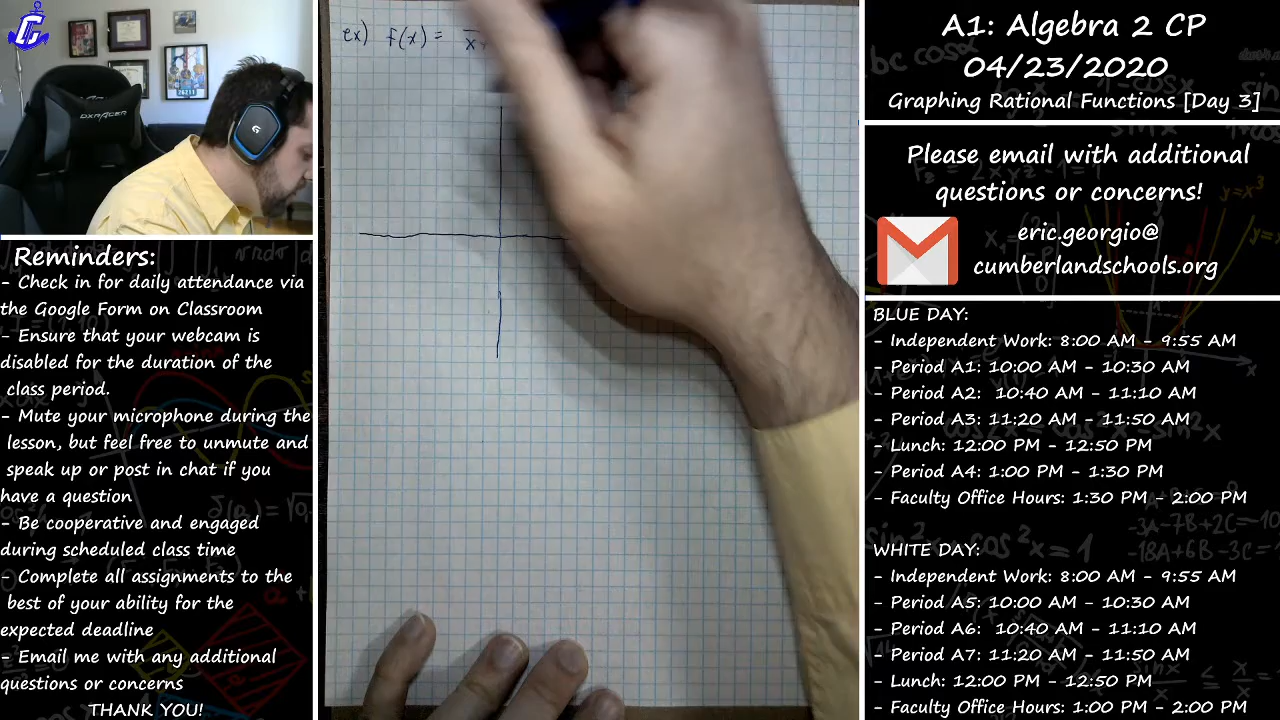 A1: Algebra 2 CP
04/23/2020
Graphing Rational Functions [Day 3]
Please email with additional
questions or concerns!
eric.georgio@
cumberlandschools.org
Reminders:
- Check in for daily attendance via
the Google Form on Classroom
- Ensure that your webcam is
disabled for the duration of the
class period.
- Mute your microphone during the
lesson, but feel free to unmute and
speak up or post in chat if you
have a question
- Be cooperative and engaged
during scheduled class time
- Complete all assignments to the
best of your ability for the
expected deadline
- Email me with any additional
questions or concerns
THANK YOU!
ex) f(x) =
BLUE DAY:
- Independent Work: 8:00 AM - 9:55 AM
- Period A1: 10:00 AM - 10:30 AM
- Period A2: 10:40 AM - 11:10 AM
- Period A3: 11:20 AM - 11:50 AM
- Lunch: 12:00 PM - 12:50 PM
- Period A4: 1:00 PM - 1:30 PM
- Faculty Office Hours: 1:30 PM - 2:00 PM
WHITE DAY:
- Independent Work: 8:00 AM - 9:55 AM
- Period A5: 10:00 AM - 10:30 AM
- Period A6: 10:40 AM - 11:10 AM
- Period A7: 11:20 AM - 11:50 AM
- Lunch: 12:00 PM - 12:50 PM
- Faculty Office Hours: 1:00 PM - 2:00 PM